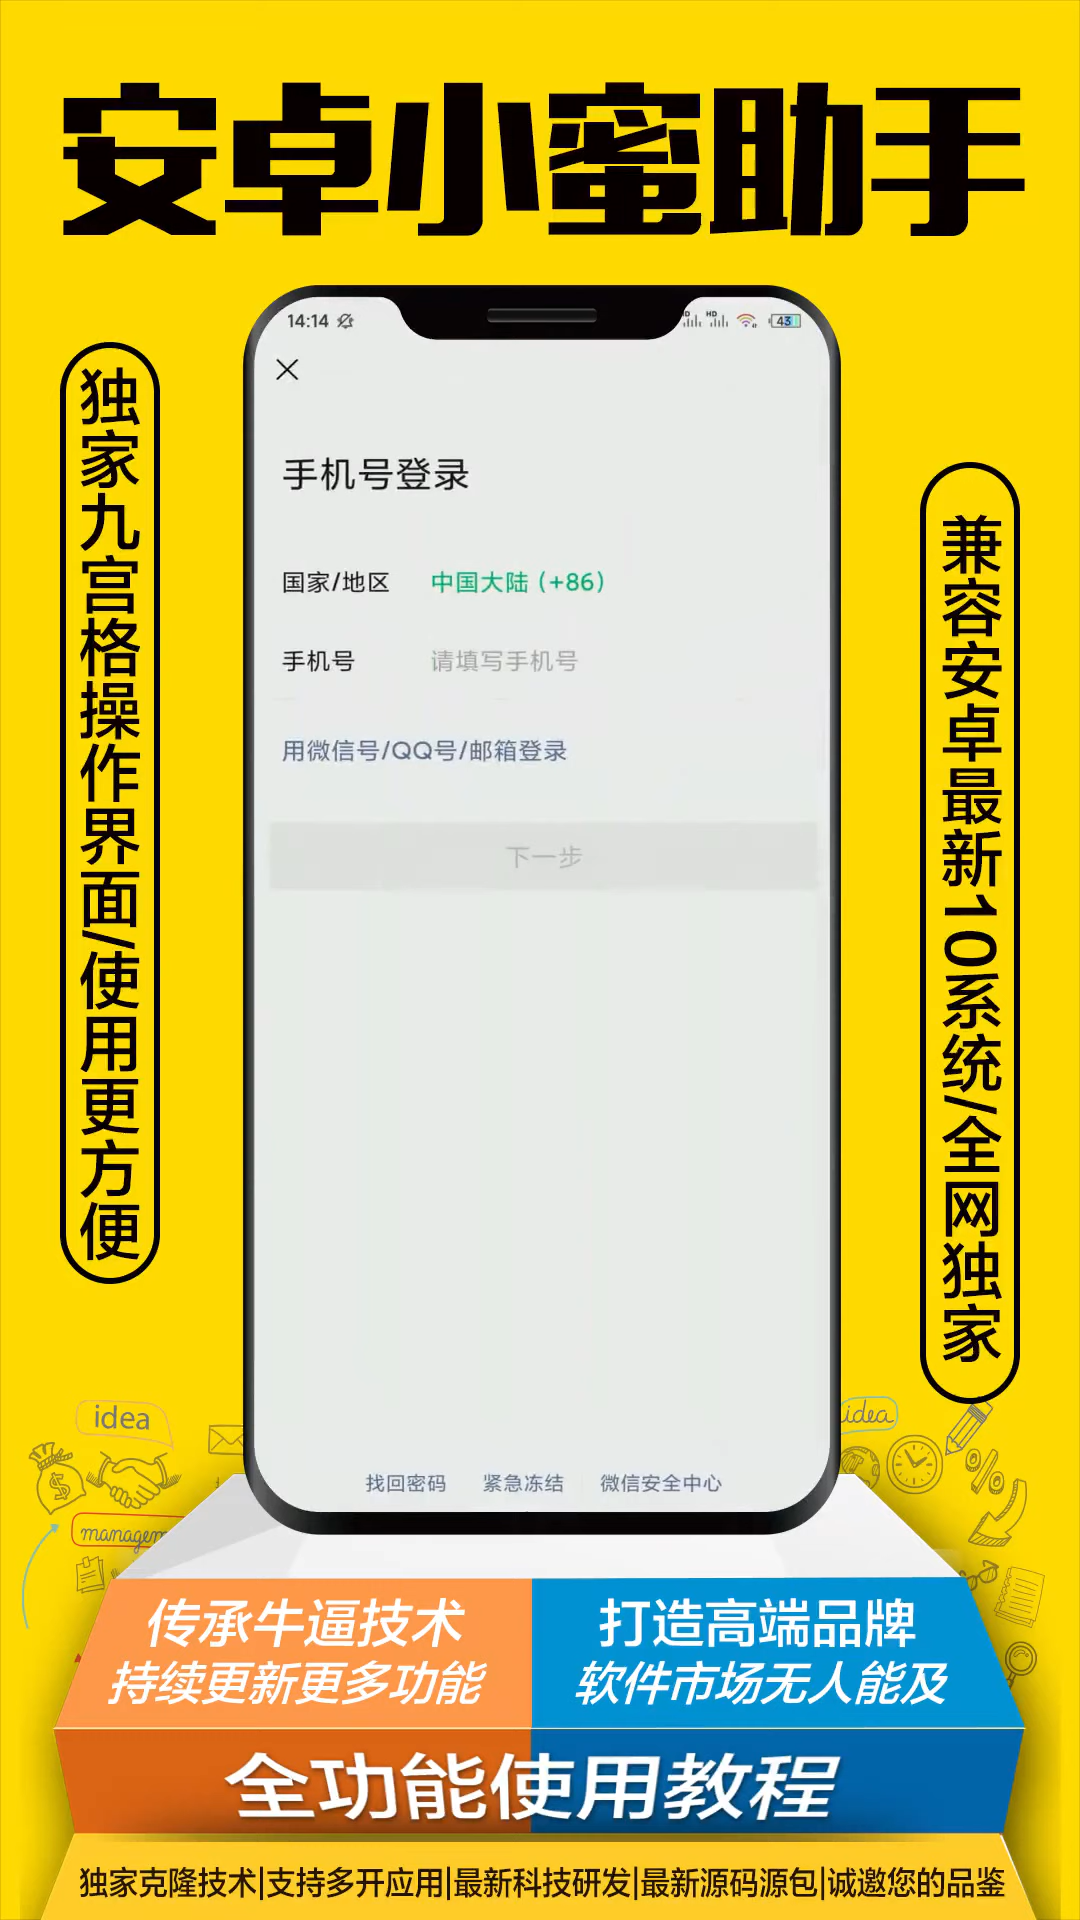 安卓小蜜助手
独家九宫格操作界面/使用更方便
兼容安卓最新10系统/全网独家
14:14
HD
43
手机号登录
国家/地区 中国大陆（+86）
手机号 请填写手机号
用微信号/QQ号/邮箱登录
下一步
找回密码 紧急冻结 微信安全中心
idea
idea
managem
传承牛逼技术
持续更新更多功能
打造高端品牌
软件市场无人能及
全功能使用教程
独家克隆技术|支持多开应用|最新科技研发|最新源码源包|诚邀您的品鉴